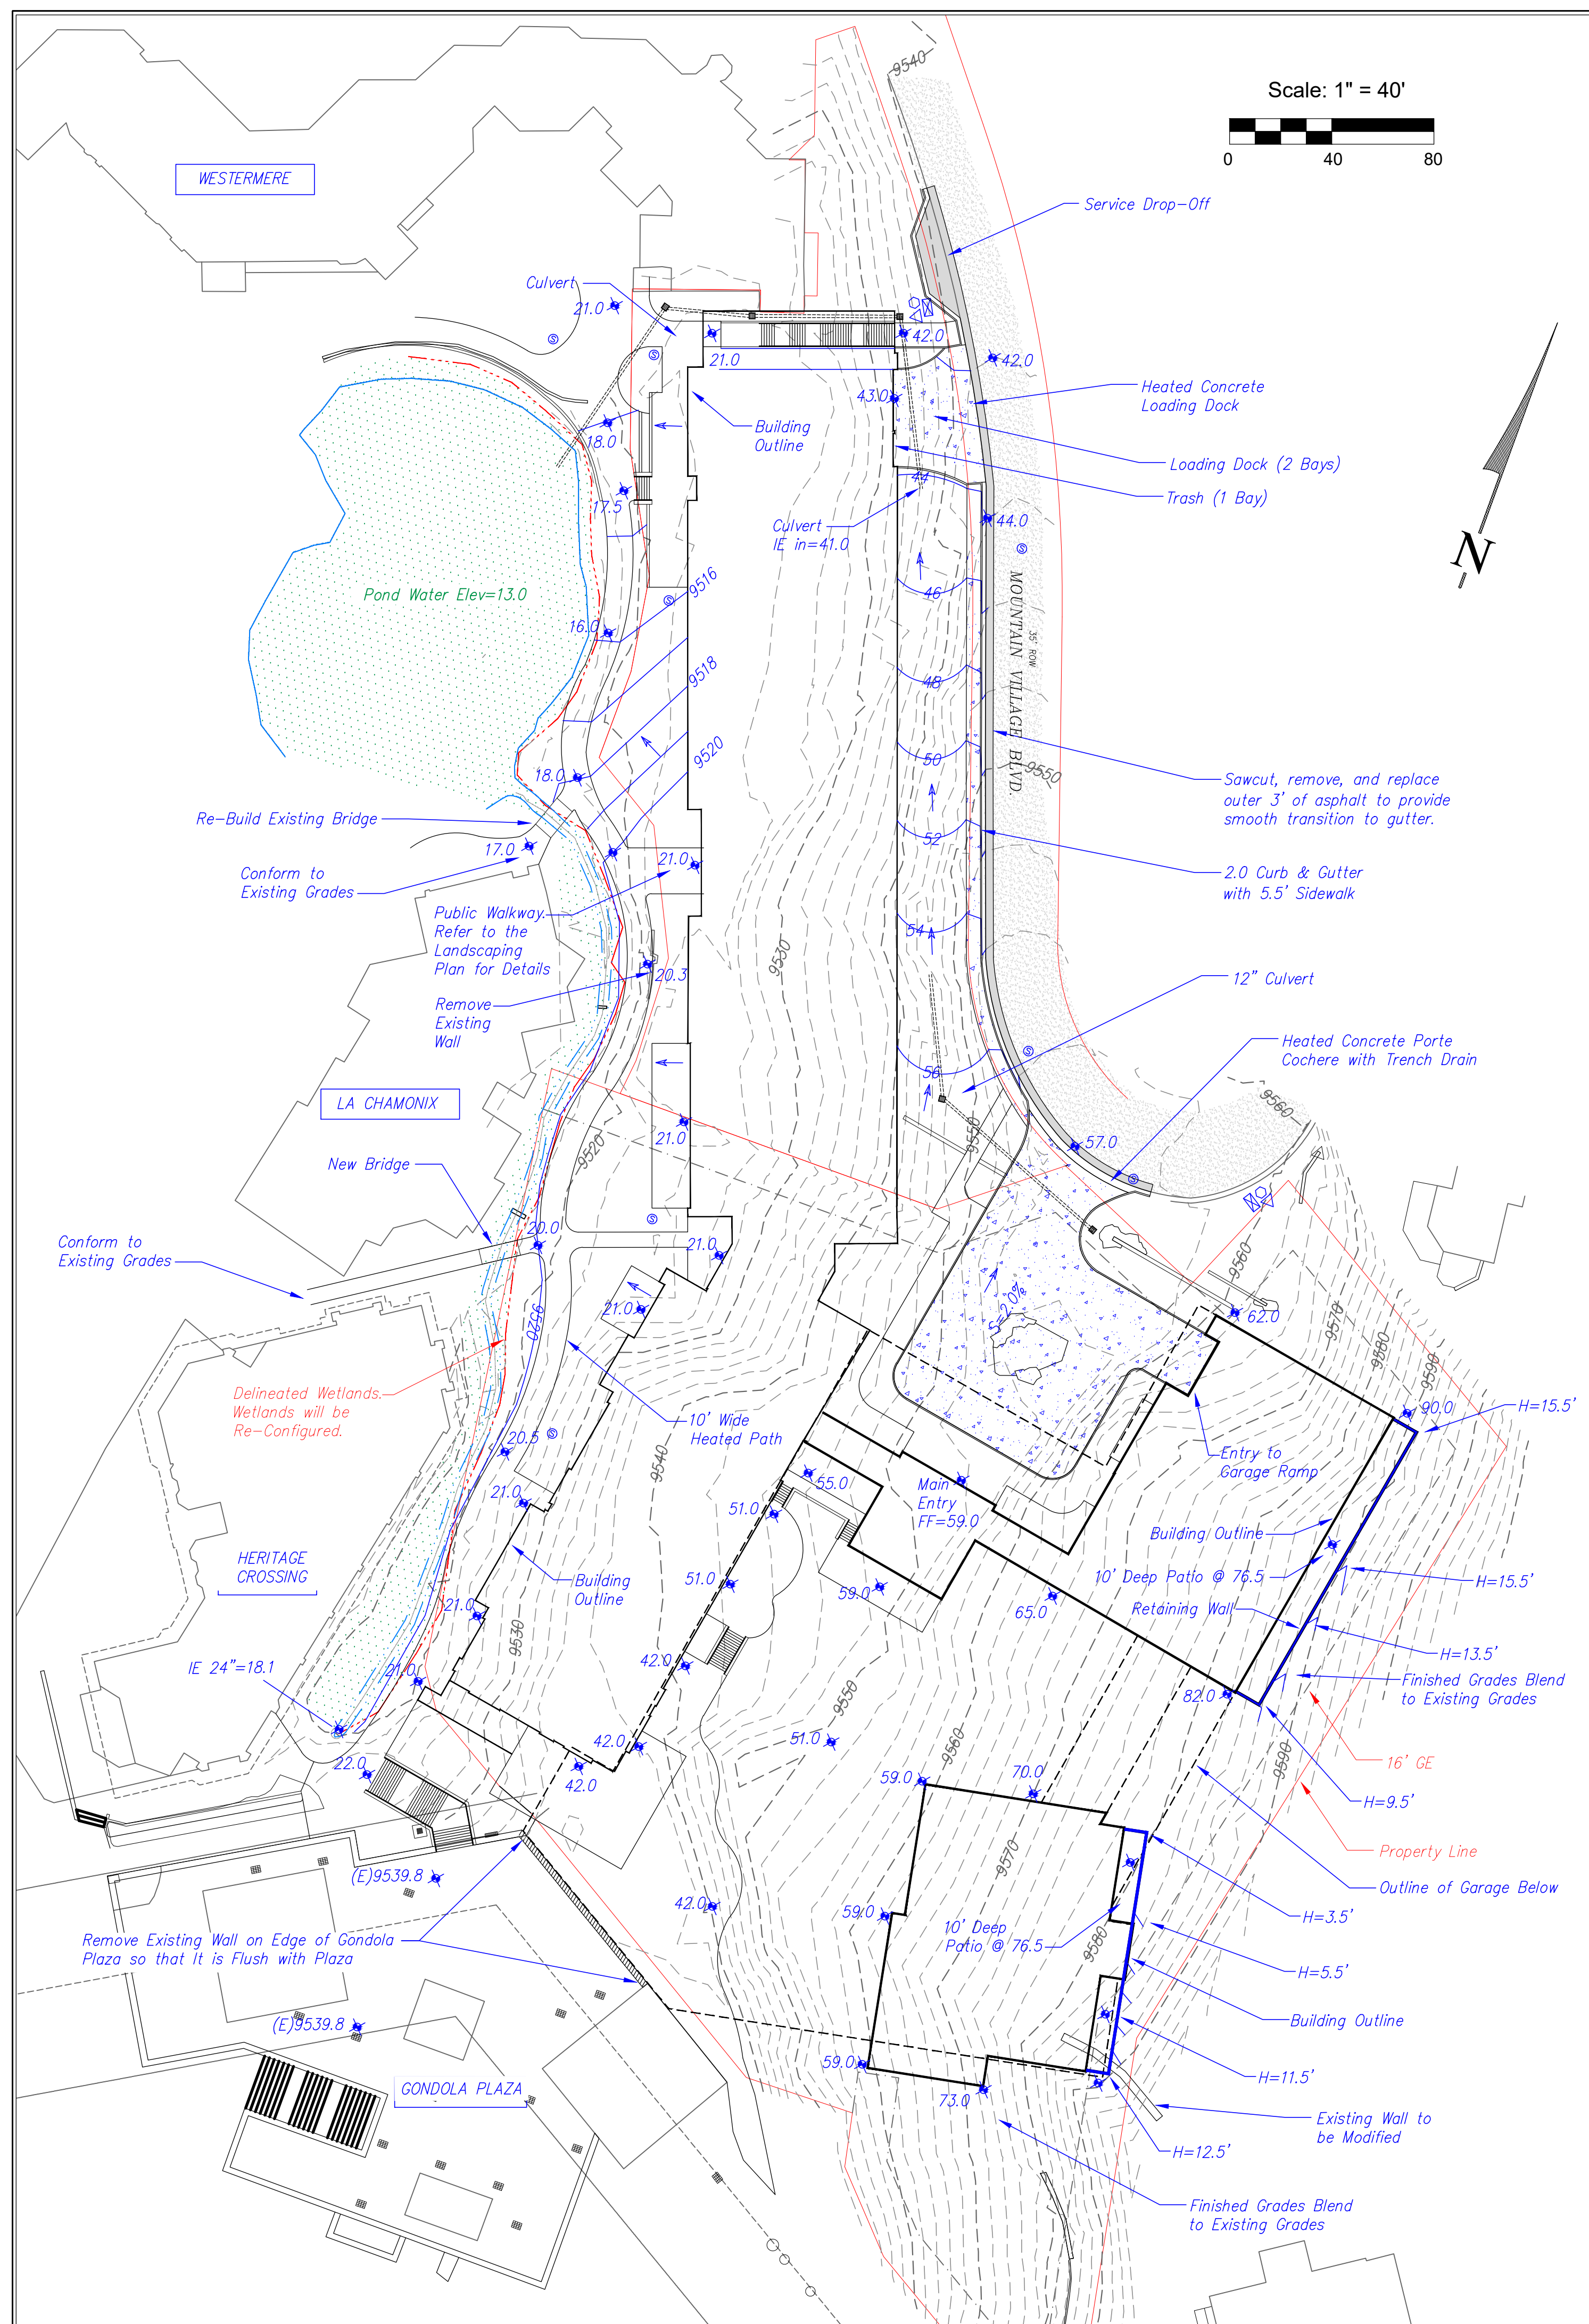 9540
Scale: 1" = 40'
0 40 80
WESTERMERE
Service Drop-Off
Culvert
21.0
21.0
42.0
42.0
Heated Concrete
Loading Dock
43.0
Building
Outline
18.0
Loading Dock (2 Bays)
44
Trash (1 Bay)
17.5
Culvert
IE in=41.0
44.0
N
9516
46
MOUNTAIN VILLAGE BLVD.
35' ROW
Pond Water Elev=13.0
16.0
9518
48
9520
50
9550
18.0
Sawcut, remove, and replace
outer 3' of asphalt to provide
smooth transition to gutter.
Re-Build Existing Bridge
52
17.0
21.0
Conform to
Existing Grades
2.0 Curb & Gutter
with 5.5' Sidewalk
Public Walkway.
Refer to the
Landscaping
Plan for Details
54
9530
20.3
12" Culvert
Remove
Existing
Wall
Heated Concrete Porte
Cochere with Trench Drain
56
LA CHAMONIX
9560
21.0
9520
9550
57.0
New Bridge
20.0
21.0
Conform to
Existing Grades
9560
S=2.0%
21.0
9520
62.0
9570
9580
9590
Delineated Wetlands.
Wetlands will be
Re-Configured.
10' Wide
Heated Path
90.0
H=15.5'
20.5
9540
Entry to
Garage Ramp
55.0
21.0
51.0
Main
Entry
FF=59.0
Building Outline
HERITAGE
CROSSING
Building
Outline
51.0
59.0
65.0
10' Deep Patio @ 76.5
H=15.5'
Retaining Wall
21.0
9530
H=13.5'
IE 24"=18.1
21.0
42.0
82.0
Finished Grades Blend
to Existing Grades
9550
51.0
9560
42.0
22.0
42.0
59.0
70.0
9590
16' GE
H=9.5'
Property Line
9570
(E)9539.8
Outline of Garage Below
42.0
59.0
H=3.5'
Remove Existing Wall on Edge of Gondola
Plaza so that It is Flush with Plaza
10' Deep
Patio @ 76.5
9580
H=5.5'
(E)9539.8
Building Outline
59.0
H=11.5'
GONDOLA PLAZA
73.0
Existing Wall to
be Modified
H=12.5'
Finished Grades Blend
to Existing Grades